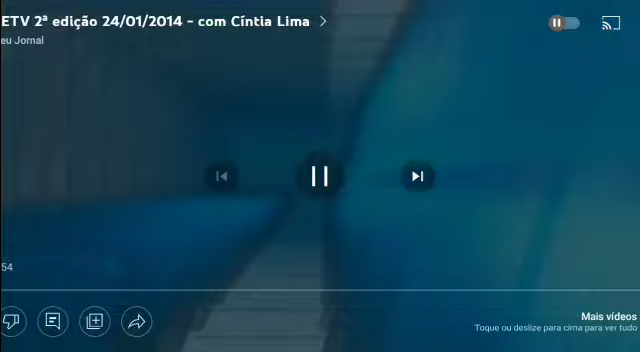 ETV 2ª edição 24/01/2014 - com Cíntia Lima
eu Jornal
54
Mais vídeos
Toque ou deslize para cima para ver tudo